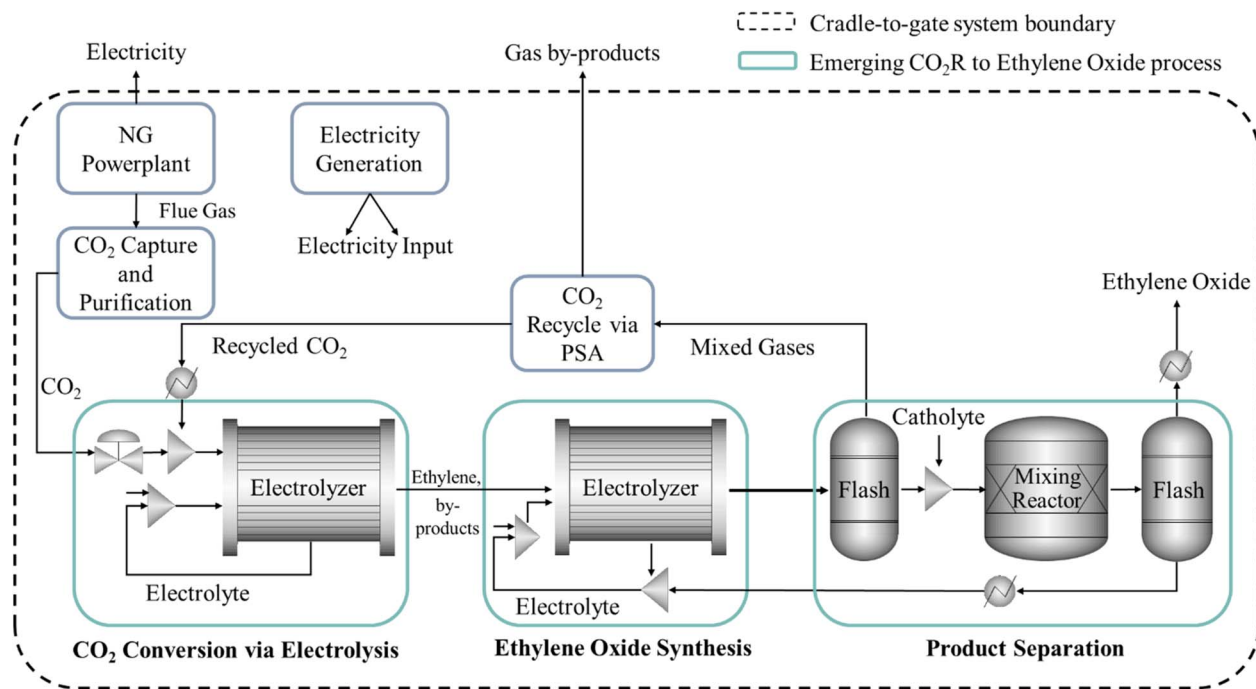 Cradle-to-gate system boundary
Emerging CO₂R to Ethylene Oxide process
Electricity
Gas by-products
NG
Powerplant
Electricity
Generation
Flue Gas
Electricity Input
CO₂ Capture
and
Purification
CO₂
Recycle via
PSA
Ethylene Oxide
Recycled CO₂
Mixed Gases
CO₂
Catholyte
Electrolyzer
Ethylene,
by-
products
Electrolyzer
Flash
Mixing
Reactor
Flash
Electrolyte
Electrolyte
CO₂ Conversion via Electrolysis
Ethylene Oxide Synthesis
Product Separation